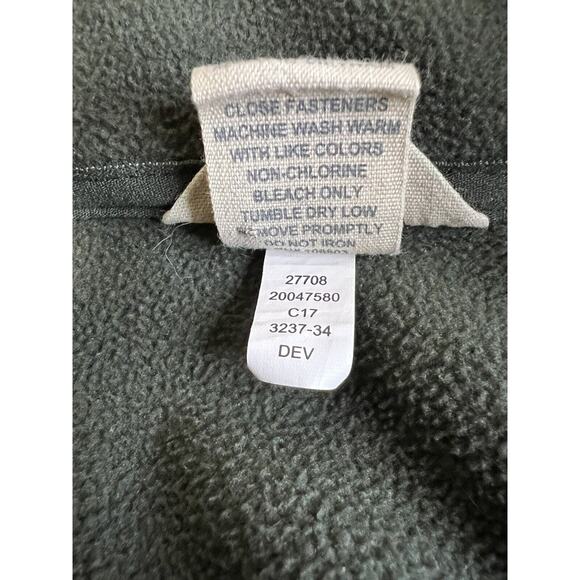 CLOSE FASTENERS
MACHINE WASH WARM
WITH LIKE COLORS
NON-CHLORINE
BLEACH ONLY
TUMBLE DRY LOW
REMOVE PROMPTLY
DO NOT IRON
27708
20047580
C17
3237-34
DEV